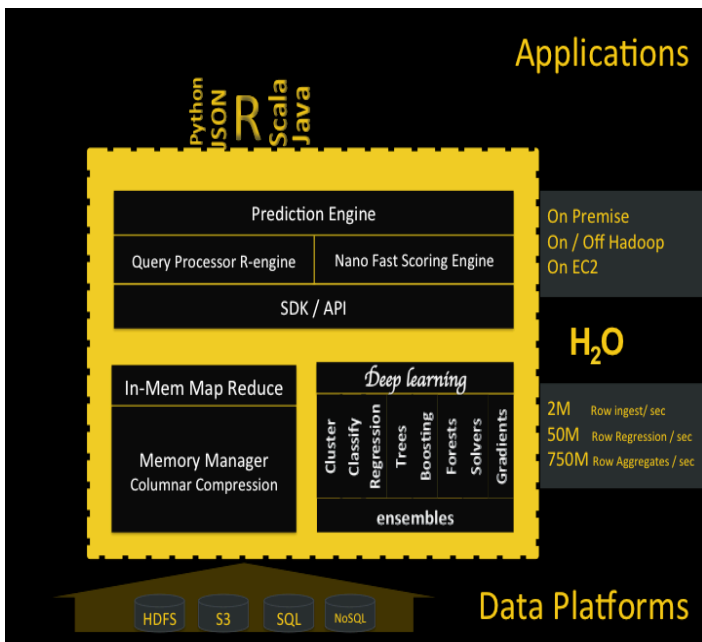 Applications
Python
JSON
R
Scala
Java
Prediction Engine
Query Processor R-engine
Nano Fast Scoring Engine
SDK / API
On Premise
On / Off Hadoop
On EC2
H₂O
In-Mem Map Reduce
Memory Manager
Columnar Compression
Deep learning
Cluster
Classify
Regression
Trees
Boosting
Forests
Solvers
Gradients
ensembles
2M Row ingest/ sec
50M Row Regression / sec
750M Row Aggregates / sec
HDFS
S3
SQL
NoSQL
Data Platforms